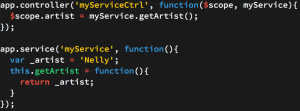 app.controller('myServiceCtrl', function($scope, myService){
  $scope.artist = myService.getArtist();
});
app.service('myService', function(){
  var _artist = 'Nelly';
  this.getArtist = function(){
    return _artist;
  }
});